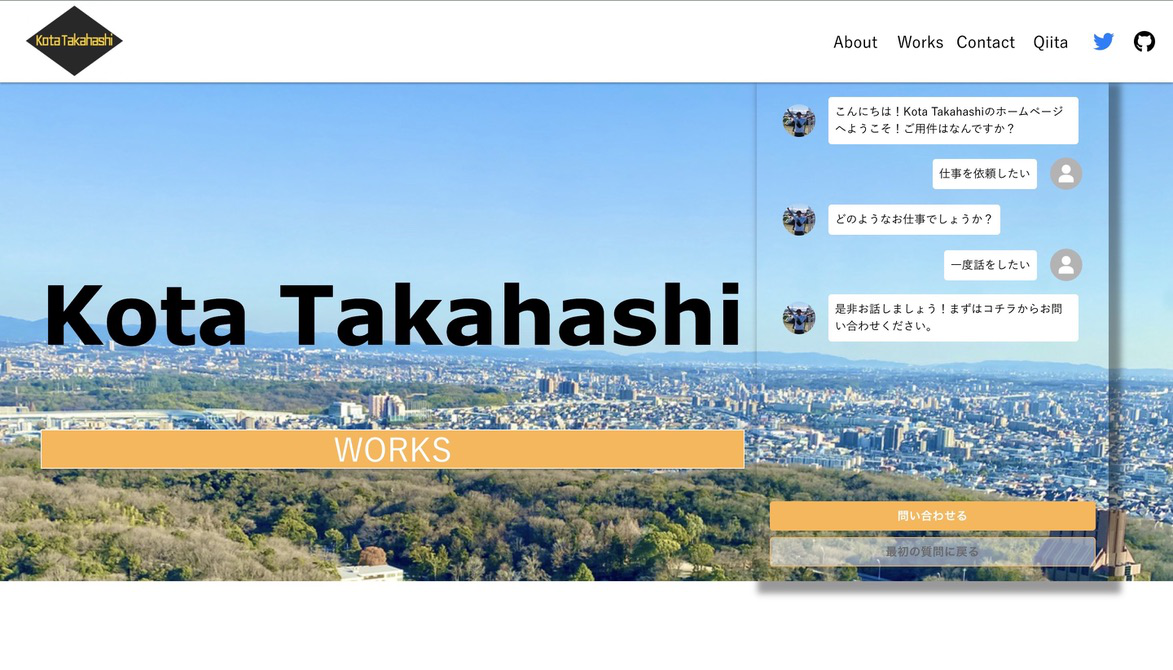 Kota Takahashi
About
Works
Contact
Qiita
こんにちは！Kota Takahashiのホームページ
へようこそ！ご用件はなんですか？
仕事を依頼したい
どのようなお仕事でしょうか？
一度話をしたい
是非お話しましょう！まずはコチラからお問
い合わせください。
Kota Takahashi
WORKS
問い合わせる
最初の質問に戻る